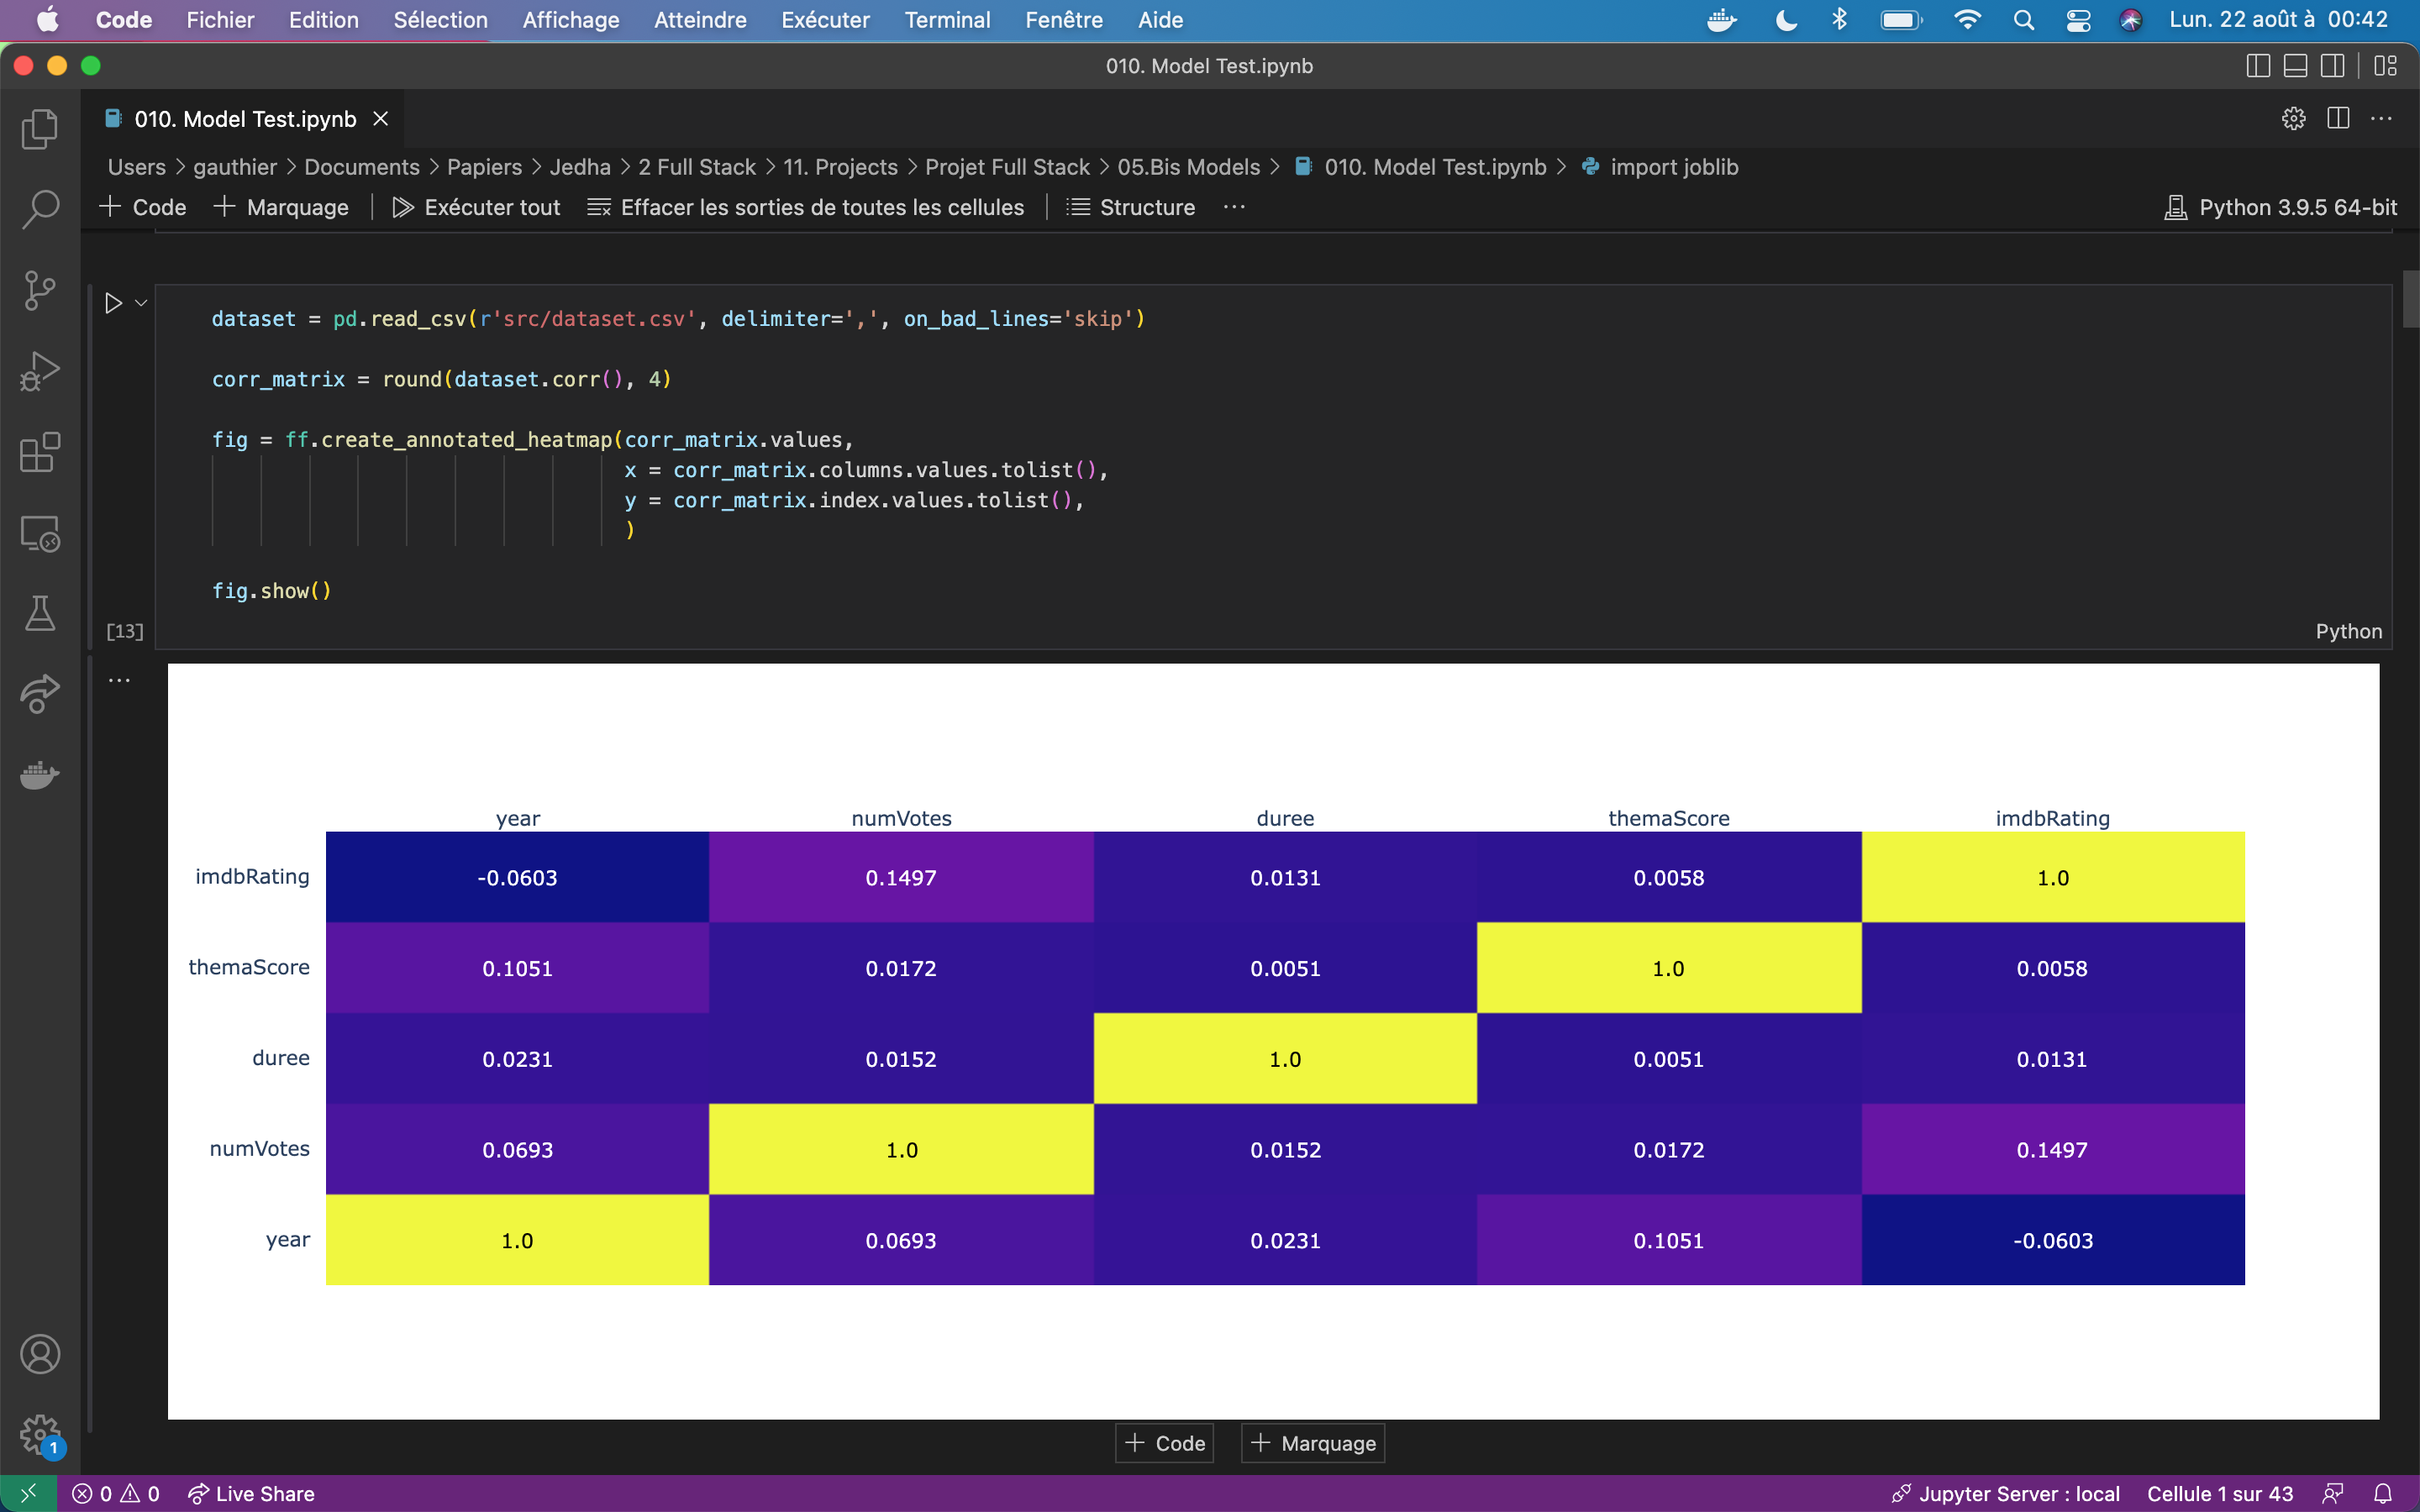 Code Fichier Edition Sélection Affichage Atteindre Exécuter Terminal Fenêtre Aide Lun. 22 août à 00:42
010. Model Test.ipynb
010. Model Test.ipynb
Users > gauthier > Documents > Papiers > Jedha > 2 Full Stack > 11. Projects > Projet Full Stack > 05.Bis Models > 010. Model Test.ipynb > import joblib
+ Code + Marquage Exécuter tout Effacer les sorties de toutes les cellules Structure ... Python 3.9.5 64-bit
dataset = pd.read_csv(r'src/dataset.csv', delimiter=',', on_bad_lines='skip')
corr_matrix = round(dataset.corr(), 4)
fig = ff.create_annotated_heatmap(corr_matrix.values,
x = corr_matrix.columns.values.tolist(),
y = corr_matrix.index.values.tolist(),
)
fig.show()
[13] Python
...
year numVotes duree themaScore imdbRating
imdbRating -0.0603 0.1497 0.0131 0.0058 1.0
themaScore 0.1051 0.0172 0.0051 1.0 0.0058
duree 0.0231 0.0152 1.0 0.0051 0.0131
numVotes 0.0693 1.0 0.0152 0.0172 0.1497
year 1.0 0.0693 0.0231 0.1051 -0.0603
+ Code + Marquage
1
0 0 Live Share Jupyter Server : local Cellule 1 sur 43